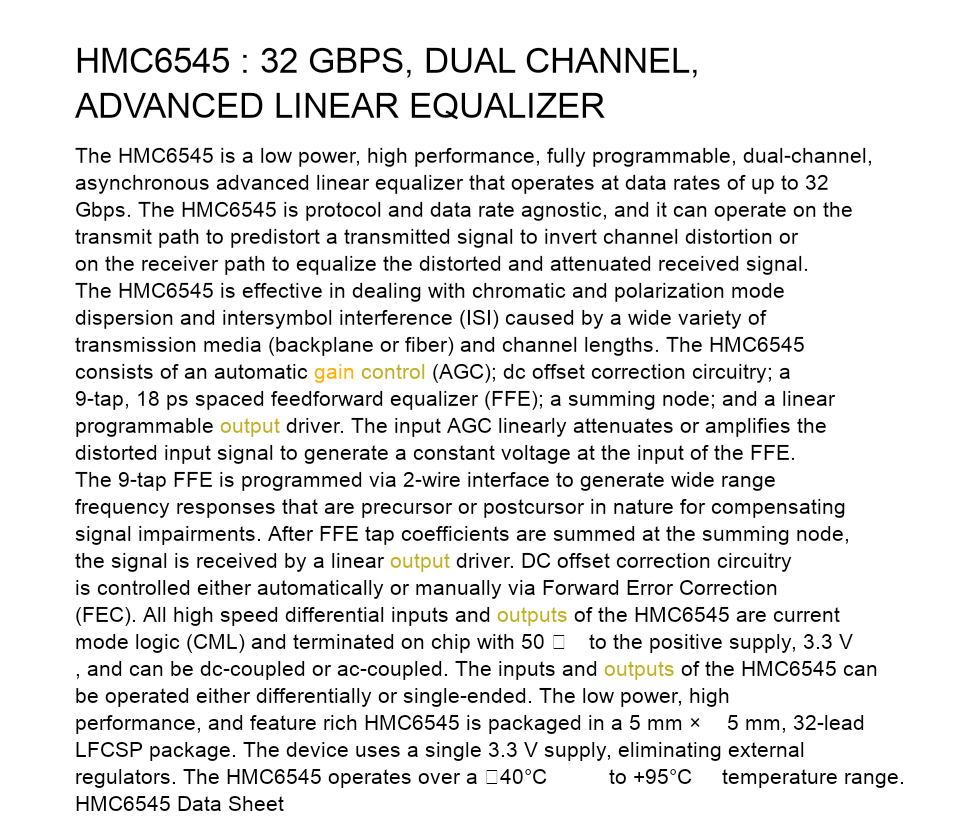 HMC6545 : 32 GBPS, DUAL CHANNEL,
ADVANCED LINEAR EQUALIZER
The HMC6545 is a low power, high performance, fully programmable, dual-channel,
asynchronous advanced linear equalizer that operates at data rates of up to 32
Gbps. The HMC6545 is protocol and data rate agnostic, and it can operate on the
transmit path to predistort a transmitted signal to invert channel distortion or
on the receiver path to equalize the distorted and attenuated received signal.
The HMC6545 is effective in dealing with chromatic and polarization mode
dispersion and intersymbol interference (ISI) caused by a wide variety of
transmission media (backplane or fiber) and channel lengths. The HMC6545
consists of an automatic gain control (AGC); dc offset correction circuitry; a
9-tap, 18 ps spaced feedforward equalizer (FFE); a summing node; and a linear
programmable output driver. The input AGC linearly attenuates or amplifies the
distorted input signal to generate a constant voltage at the input of the FFE.
The 9-tap FFE is programmed via 2-wire interface to generate wide range
frequency responses that are precursor or postcursor in nature for compensating
signal impairments. After FFE tap coefficients are summed at the summing node,
the signal is received by a linear output driver. DC offset correction circuitry
is controlled either automatically or manually via Forward Error Correction
(FEC). All high speed differential inputs and outputs of the HMC6545 are current
mode logic (CML) and terminated on chip with 50 □ to the positive supply, 3.3 V
, and can be dc-coupled or ac-coupled. The inputs and outputs of the HMC6545 can
be operated either differentially or single-ended. The low power, high
performance, and feature rich HMC6545 is packaged in a 5 mm × 5 mm, 32-lead
LFCSP package. The device uses a single 3.3 V supply, eliminating external
regulators. The HMC6545 operates over a □40°C to +95°C temperature range.
HMC6545 Data Sheet